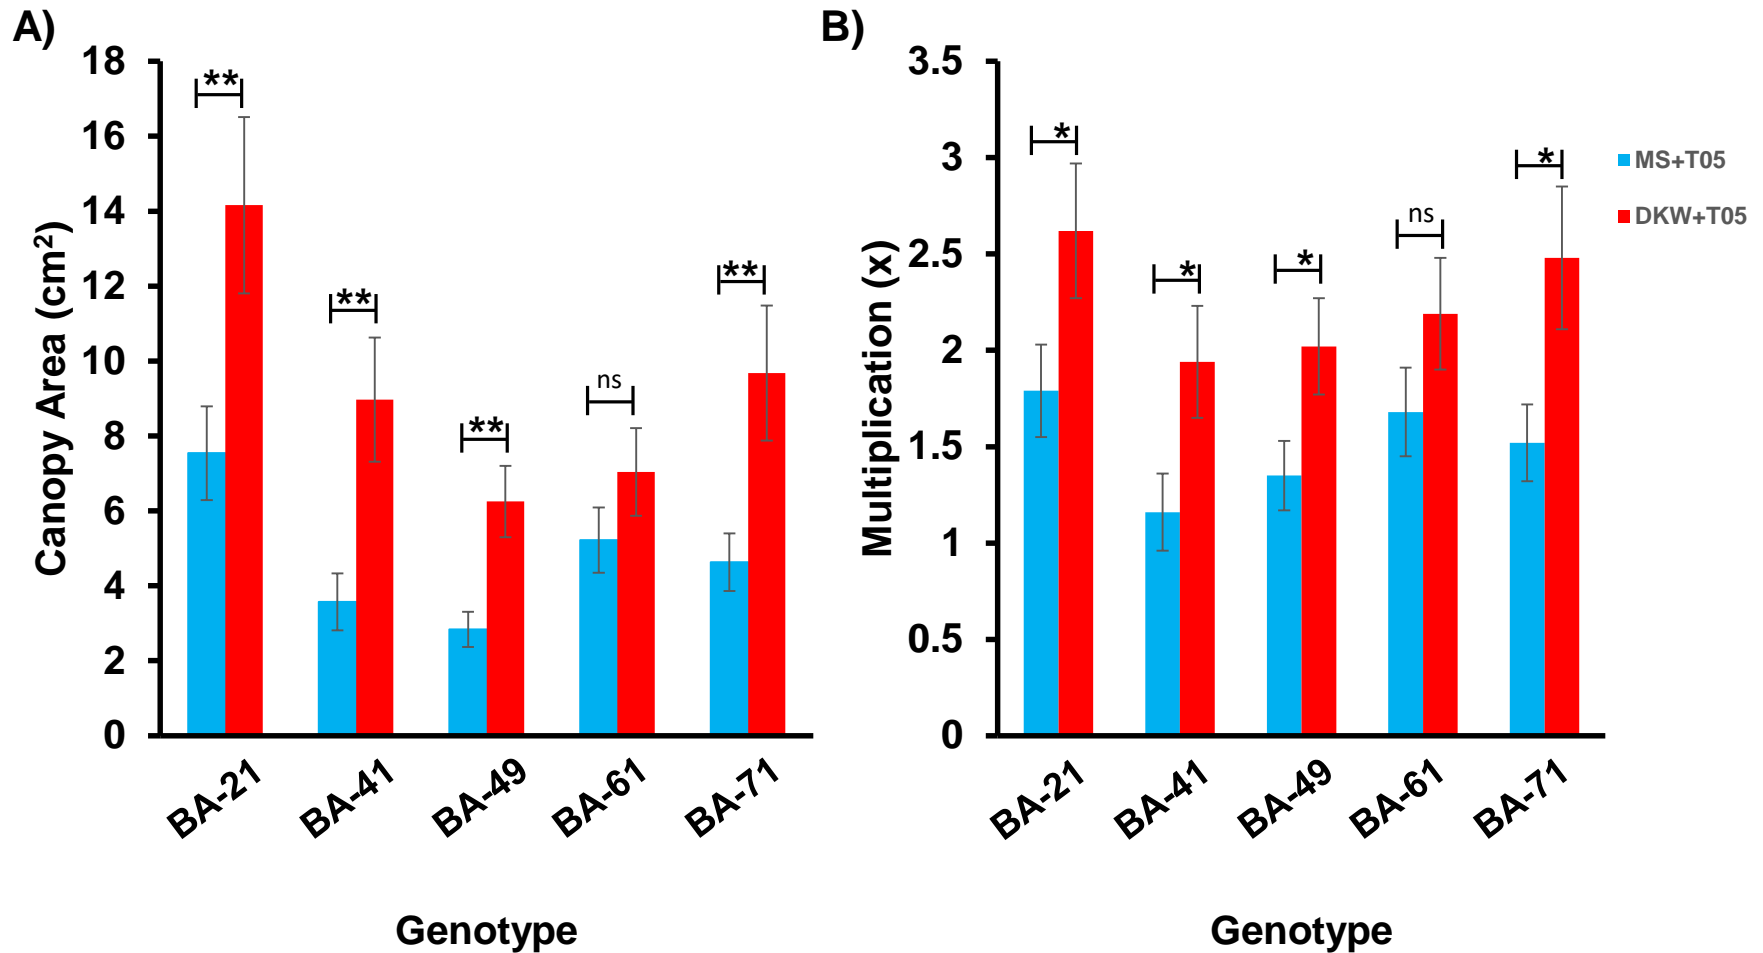 A)
Canopy Area (cm²)
18
16
14
12
10
8
6
4
2
0
**
**
**
ns
**
BA-21
BA-41
BA-49
BA-61
BA-71
Genotype
B)
Multiplication (x)
3.5
3
2.5
2
1.5
1
0.5
0
*
*
*
ns
*
BA-21
BA-41
BA-49
BA-61
BA-71
Genotype
MS+T05
DKW+T05